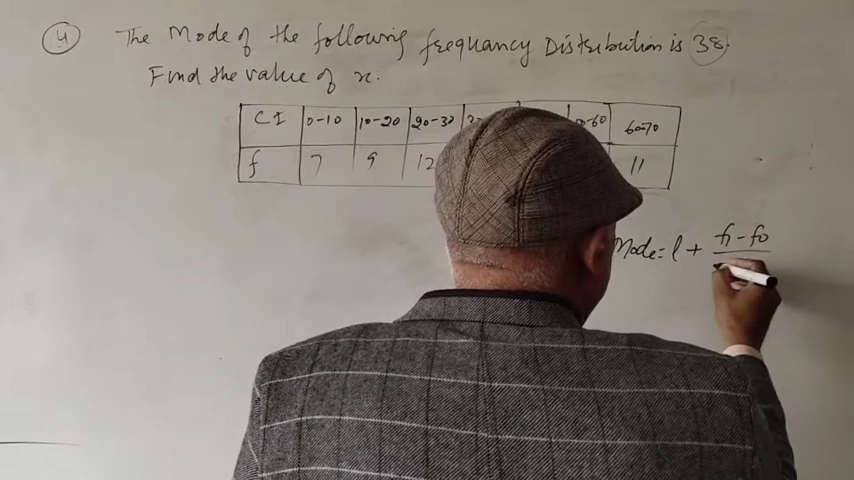 4 The Mode of the following frequancy Distribution is 38.
Find the value of x.
CI 0-10 10-20 20-30 60-70
f 7 9 12 11
Mode = l + f1 - f0